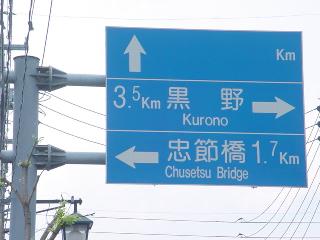 Km
3.5Km 黒野
Kurono
忠節橋 1.7Km
Chusetsu Bridge